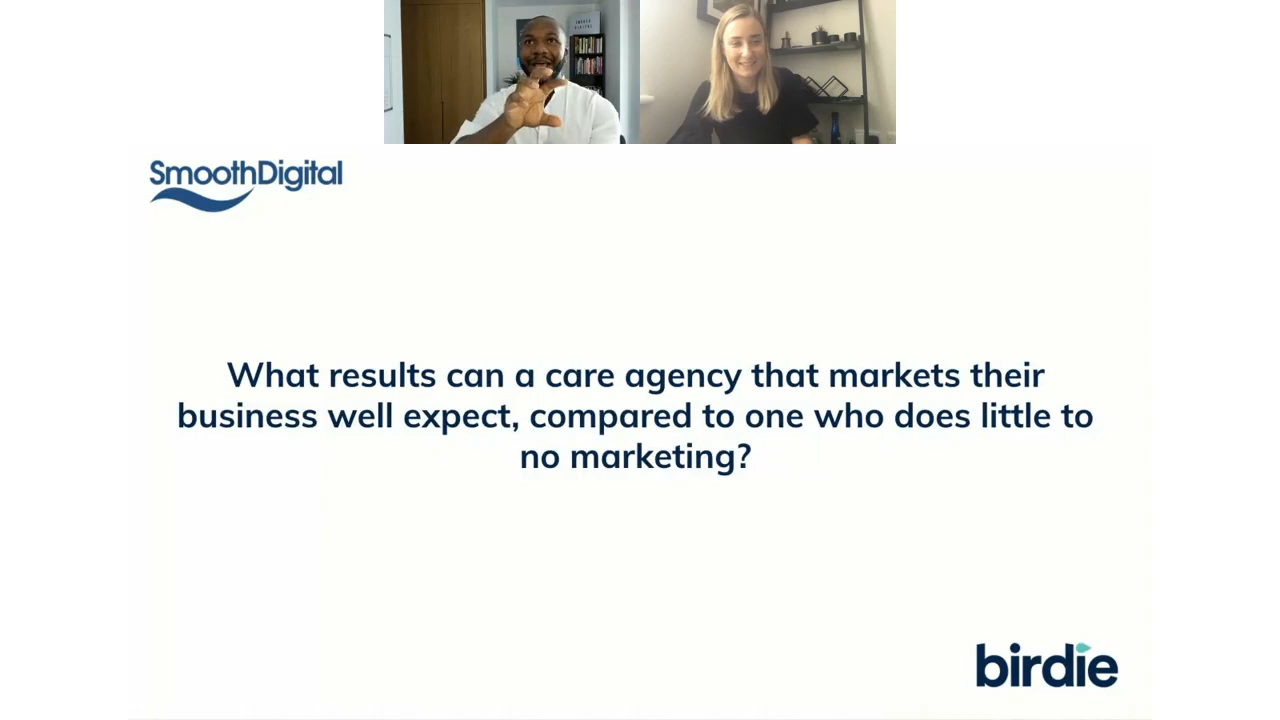 SmoothDigital
What results can a care agency that markets their
business well expect, compared to one who does little to
no marketing?
birdie